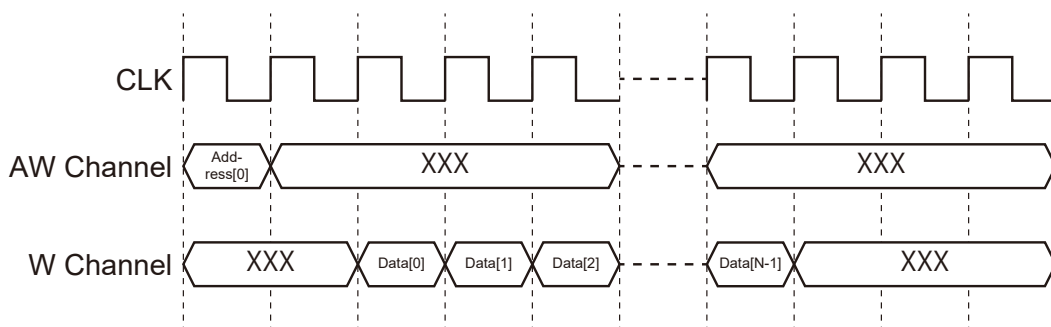 CLK
AW Channel
Add-
ress[0]
XXX
XXX
W Channel
XXX
Data[0]
Data[1]
Data[2]
Data[N-1]
XXX